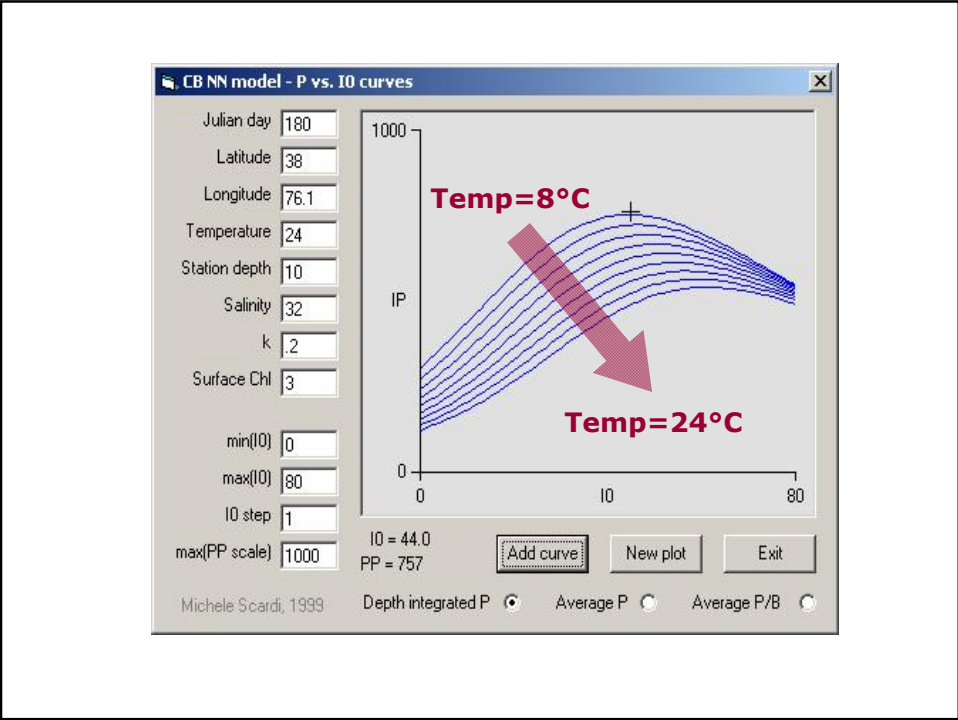 CB NN model - P vs. I0 curves
Julian day 180
Latitude 38
Longitude 76.1
Temperature 24
Station depth 10
Salinity 32
k .2
Surface Chl 3
min(I0) 0
max(I0) 80
I0 step 1
max(PP scale) 1000
Michele Scardi, 1999
1000
Temp=8°C
IP
Temp=24°C
0
0 I0 80
I0 = 44.0
PP = 757
Add curve New plot Exit
Depth integrated P Average P Average P/B